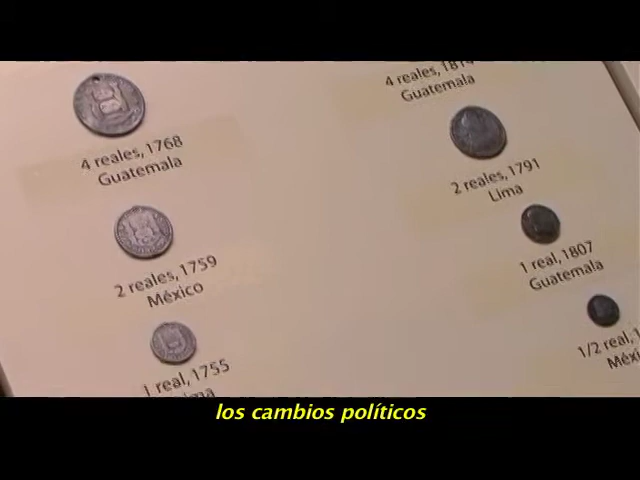 4 reales, 1768
Guatemala
2 reales, 1759
México
1 real, 1755
4 reales, 1814
Guatemala
2 reales, 1791
Lima
1 real, 1807
Guatemala
1/2 real,
los cambios políticos